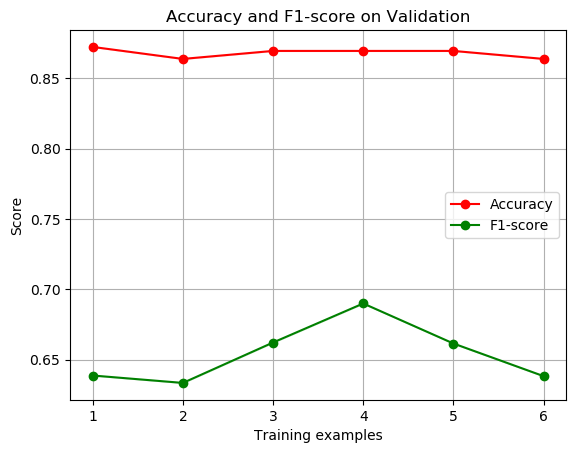 Accuracy and F1-score on Validation
Score
0.85
0.80
0.75
0.70
0.65
Accuracy
F1-score
1 2 3 4 5 6
Training examples